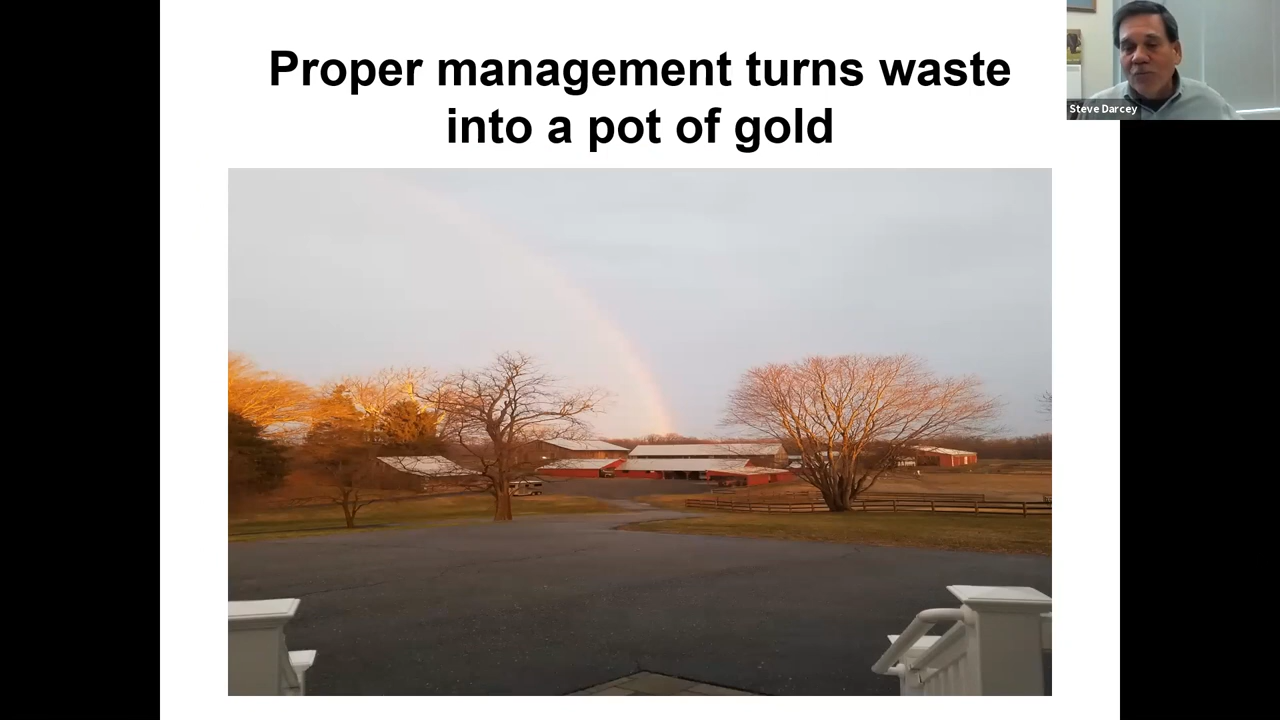 Proper management turns waste
into a pot of gold
Steve Darcey